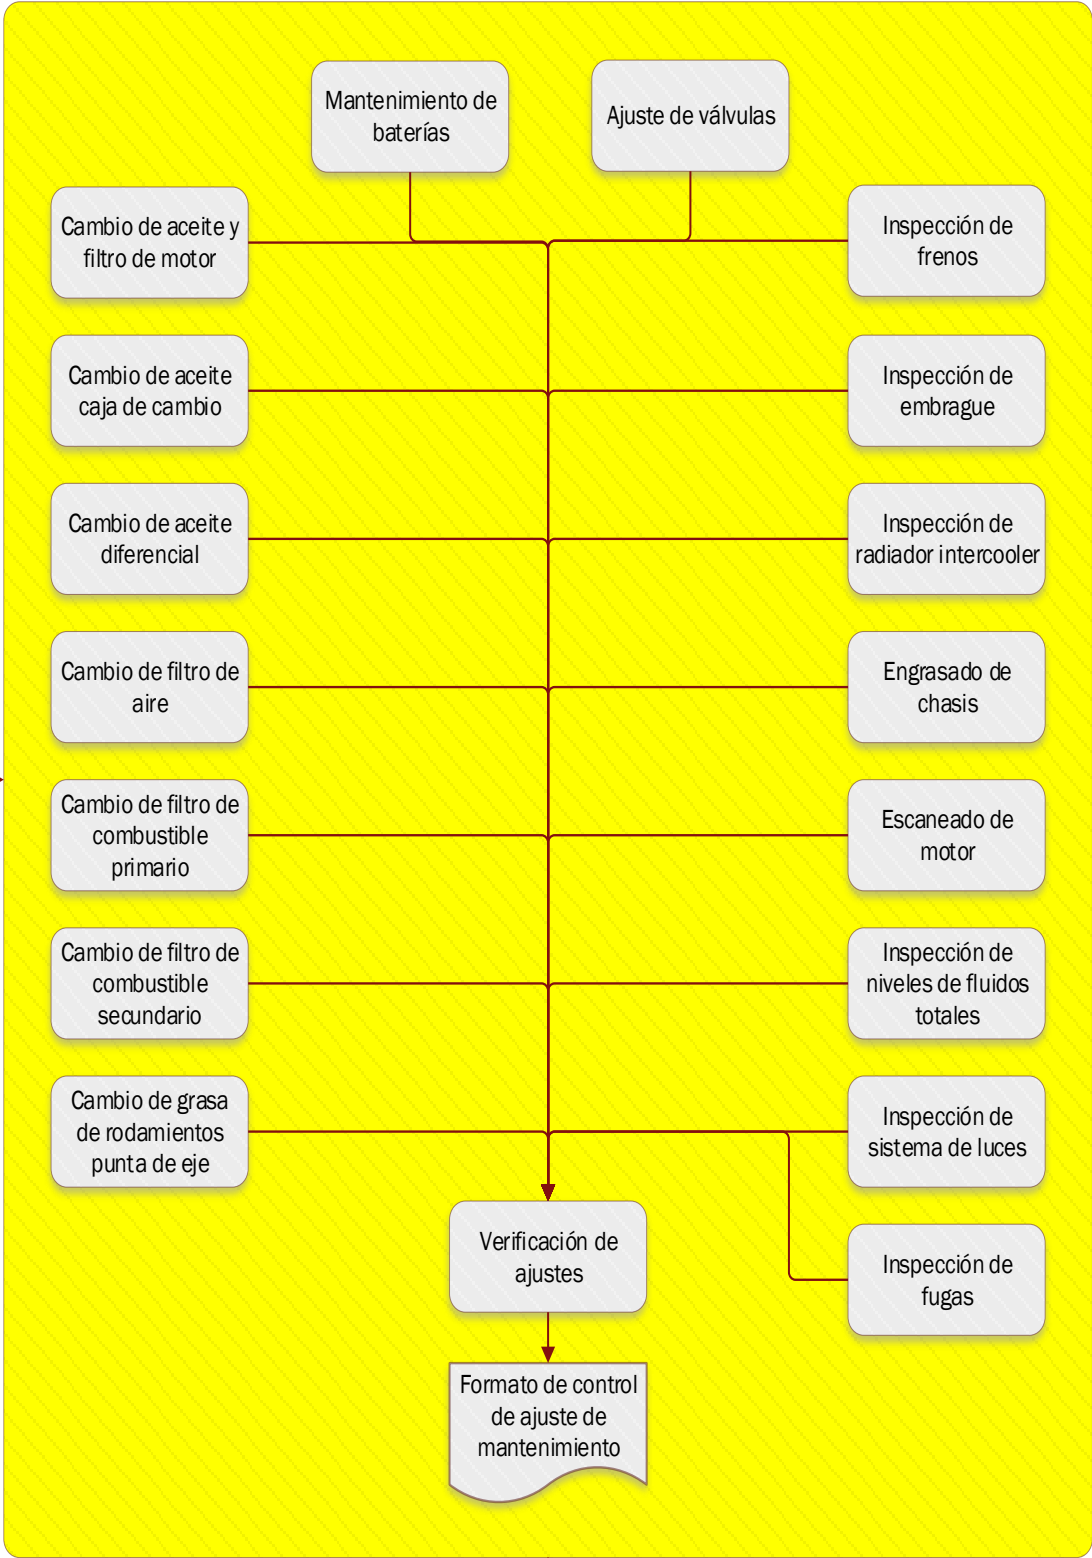 Mantenimiento de
baterías
Ajuste de válvulas
Cambio de aceite y
filtro de motor
Inspección de
frenos
Cambio de aceite
caja de cambio
Inspección de
embrague
Cambio de aceite
diferencial
Inspección de
radiador intercooler
Cambio de filtro de
aire
Engrasado de
chasis
Cambio de filtro de
combustible
primario
Escaneado de
motor
Cambio de filtro de
combustible
secundario
Inspección de
niveles de fluidos
totales
Cambio de grasa
de rodamientos
punta de eje
Inspección de
sistema de luces
Verificación de
ajustes
Inspección de
fugas
Formato de control
de ajuste de
mantenimiento